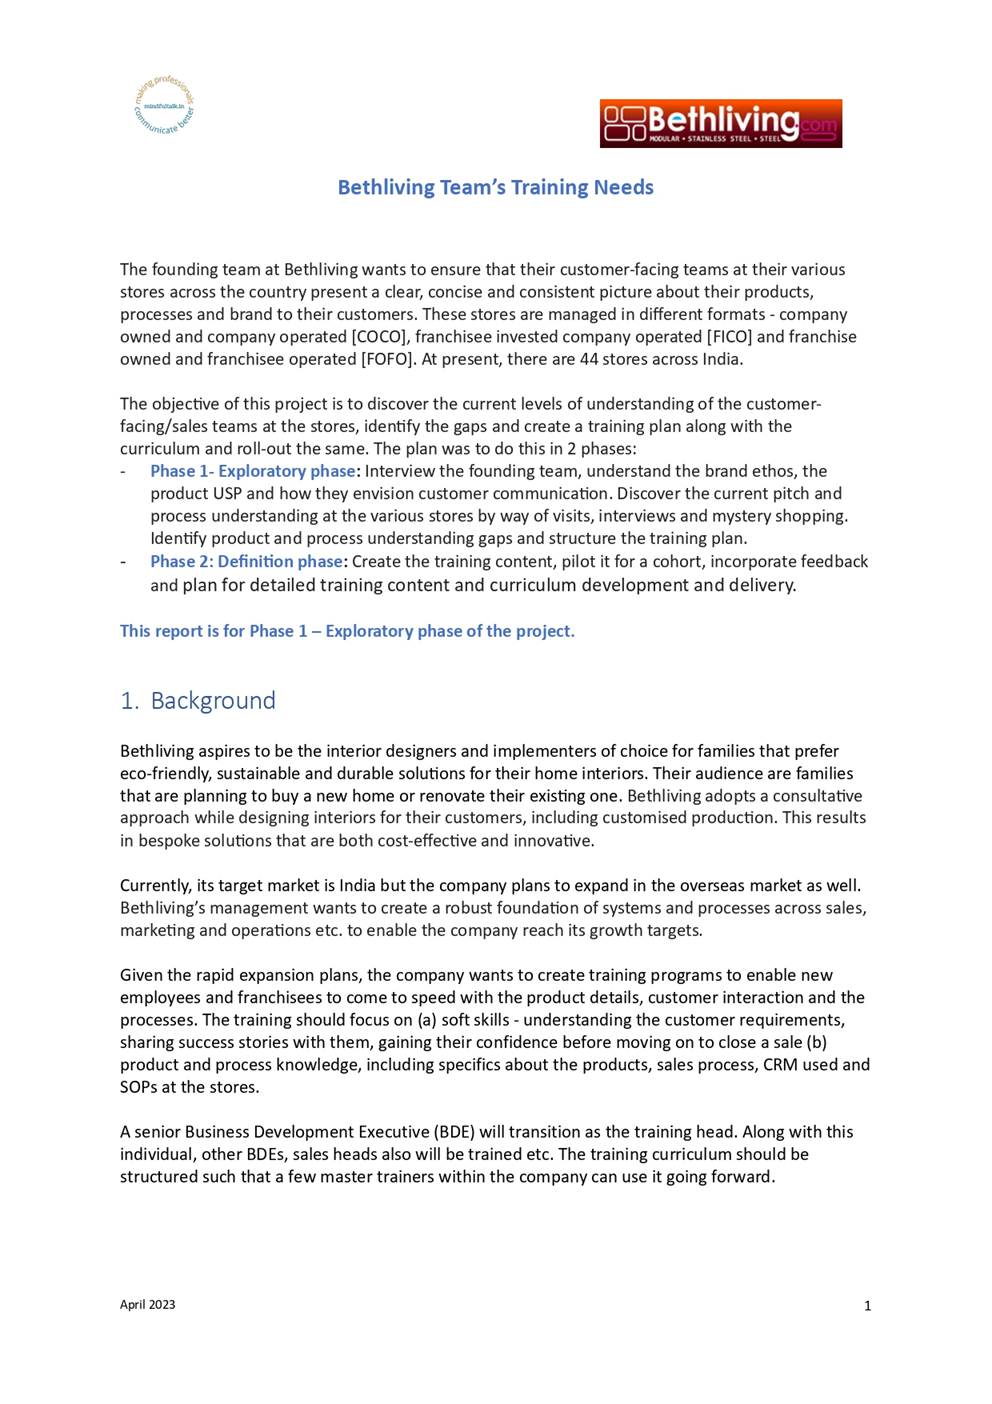 making professionals
mindfultalk.in
communicate better
Bethliving.com
MODULAR • STAINLESS STEEL • STEEL
Bethliving Team's Training Needs
The founding team at Bethliving wants to ensure that their customer-facing teams at their various
stores across the country present a clear, concise and consistent picture about their products,
processes and brand to their customers. These stores are managed in different formats - company
owned and company operated [COCO], franchisee invested company operated [FICO] and franchise
owned and franchisee operated [FOFO]. At present, there are 44 stores across India.
The objective of this project is to discover the current levels of understanding of the customer-
facing/sales teams at the stores, identify the gaps and create a training plan along with the
curriculum and roll-out the same. The plan was to do this in 2 phases:
- Phase 1- Exploratory phase: Interview the founding team, understand the brand ethos, the
product USP and how they envision customer communication. Discover the current pitch and
process understanding at the various stores by way of visits, interviews and mystery shopping.
Identify product and process understanding gaps and structure the training plan.
- Phase 2: Definition phase: Create the training content, pilot it for a cohort, incorporate feedback
and plan for detailed training content and curriculum development and delivery.
This report is for Phase 1 – Exploratory phase of the project.
1. Background
Bethliving aspires to be the interior designers and implementers of choice for families that prefer
eco-friendly, sustainable and durable solutions for their home interiors. Their audience are families
that are planning to buy a new home or renovate their existing one. Bethliving adopts a consultative
approach while designing interiors for their customers, including customised production. This results
in bespoke solutions that are both cost-effective and innovative.
Currently, its target market is India but the company plans to expand in the overseas market as well.
Bethliving's management wants to create a robust foundation of systems and processes across sales,
marketing and operations etc. to enable the company reach its growth targets.
Given the rapid expansion plans, the company wants to create training programs to enable new
employees and franchisees to come to speed with the product details, customer interaction and the
processes. The training should focus on (a) soft skills - understanding the customer requirements,
sharing success stories with them, gaining their confidence before moving on to close a sale (b)
product and process knowledge, including specifics about the products, sales process, CRM used and
SOPs at the stores.
A senior Business Development Executive (BDE) will transition as the training head. Along with this
individual, other BDEs, sales heads also will be trained etc. The training curriculum should be
structured such that a few master trainers within the company can use it going forward.
April 2023
1